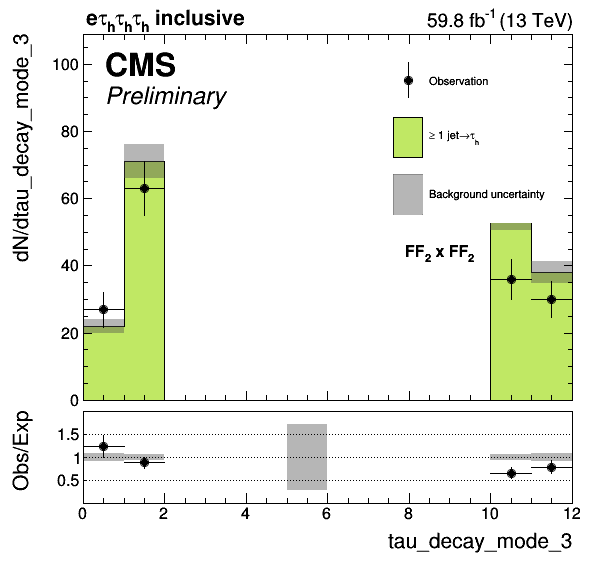 eτₕτₕτₕ inclusive
59.8 fb⁻¹ (13 TeV)
dN/dtau_decay_mode_3
CMS
Preliminary
Observation
≥ 1 jet→τₕ
Background uncertainty
FF₂ x FF₂
100
80
60
40
20
0
Obs/Exp
1.5
1
0.5
0 2 4 6 8 10 12
tau_decay_mode_3